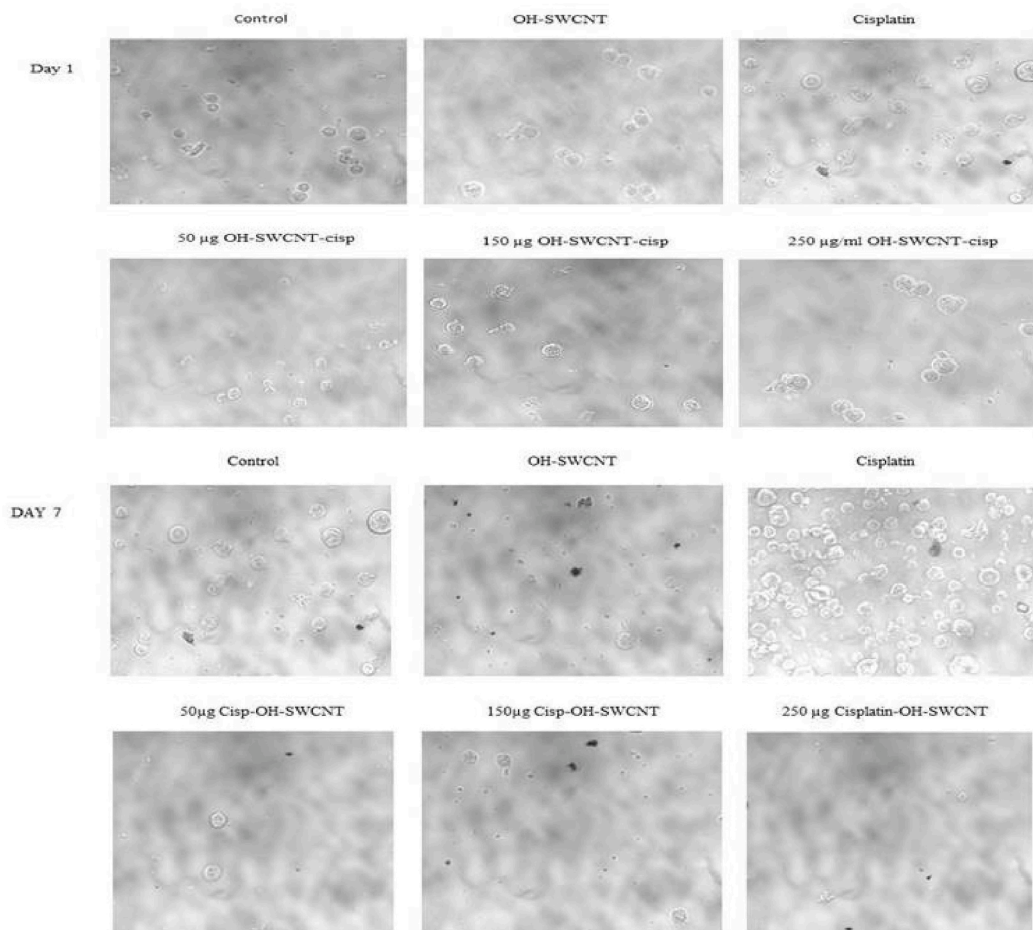 Control OH-SWCNT Cisplatin
Day 1
50 µg OH-SWCNT-cisp 150 µg OH-SWCNT-cisp 250 µg/ml OH-SWCNT-cisp
Control OH-SWCNT Cisplatin
DAY 7
50µg Cisp-OH-SWCNT 150µg Cisp-OH-SWCNT 250 µg Cisplatin-OH-SWCNT